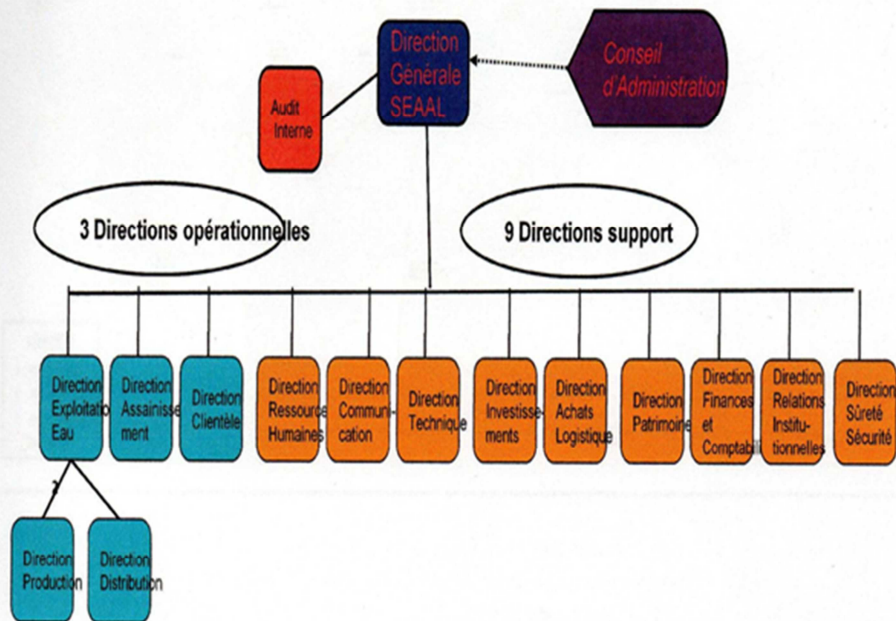 Direction
Générale
SEAAL
Conseil
d'Administration
Audit
Interne
3 Directions opérationnelles
9 Directions support
Direction
Exploitatio
Eau
Direction
Assainisse
ment
Direction
Clientèle
Direction
Ressource
Humaines
Direction
Communi-
cation
Direction
Technique
Direction
Investisse-
ments
Direction
Achats
Logistique
Direction
Patrimoine
Direction
Finances
et
Comptabili
Direction
Relations
Institu-
tionnelles
Direction
Sûreté
Sécurité
Direction
Production
Direction
Distribution